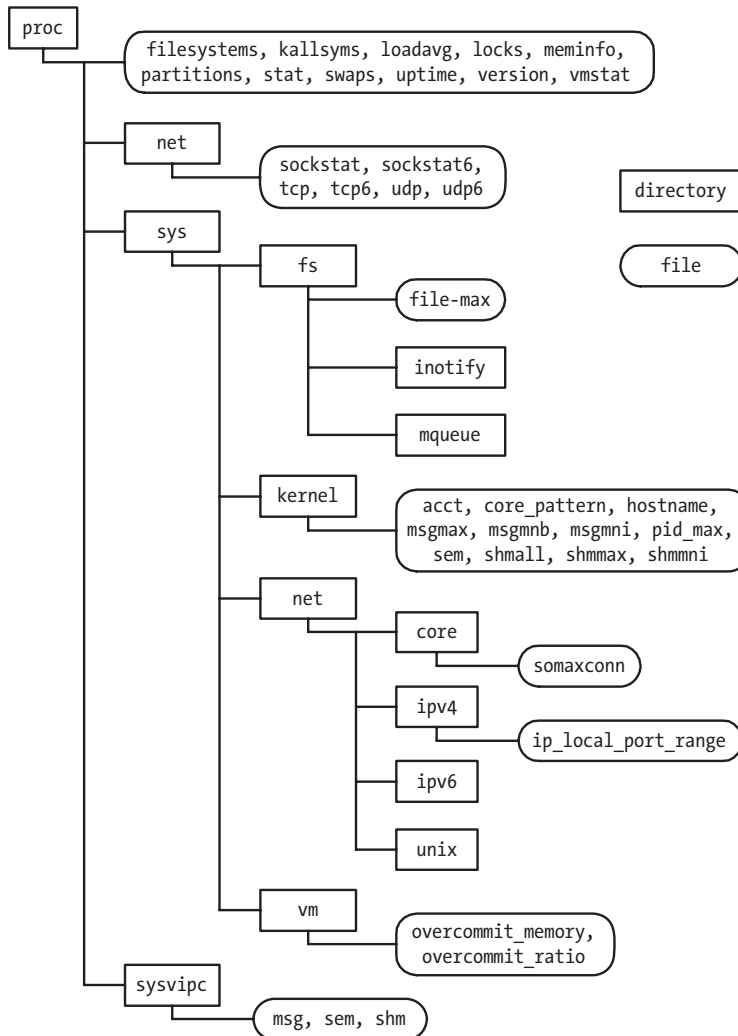 proc
filesystems, kallsyms, loadavg, locks, meminfo,
partitions, stat, swaps, uptime, version, vmstat
net
sockstat, sockstat6,
tcp, tcp6, udp, udp6
directory
sys
fs
file
file-max
inotify
mqueue
kernel
acct, core_pattern, hostname,
msgmax, msgmnb, msgmni, pid_max,
sem, shmall, shmmax, shmmni
net
core
somaxconn
ipv4
ip_local_port_range
ipv6
unix
vm
overcommit_memory,
overcommit_ratio
sysvipc
msg, sem, shm